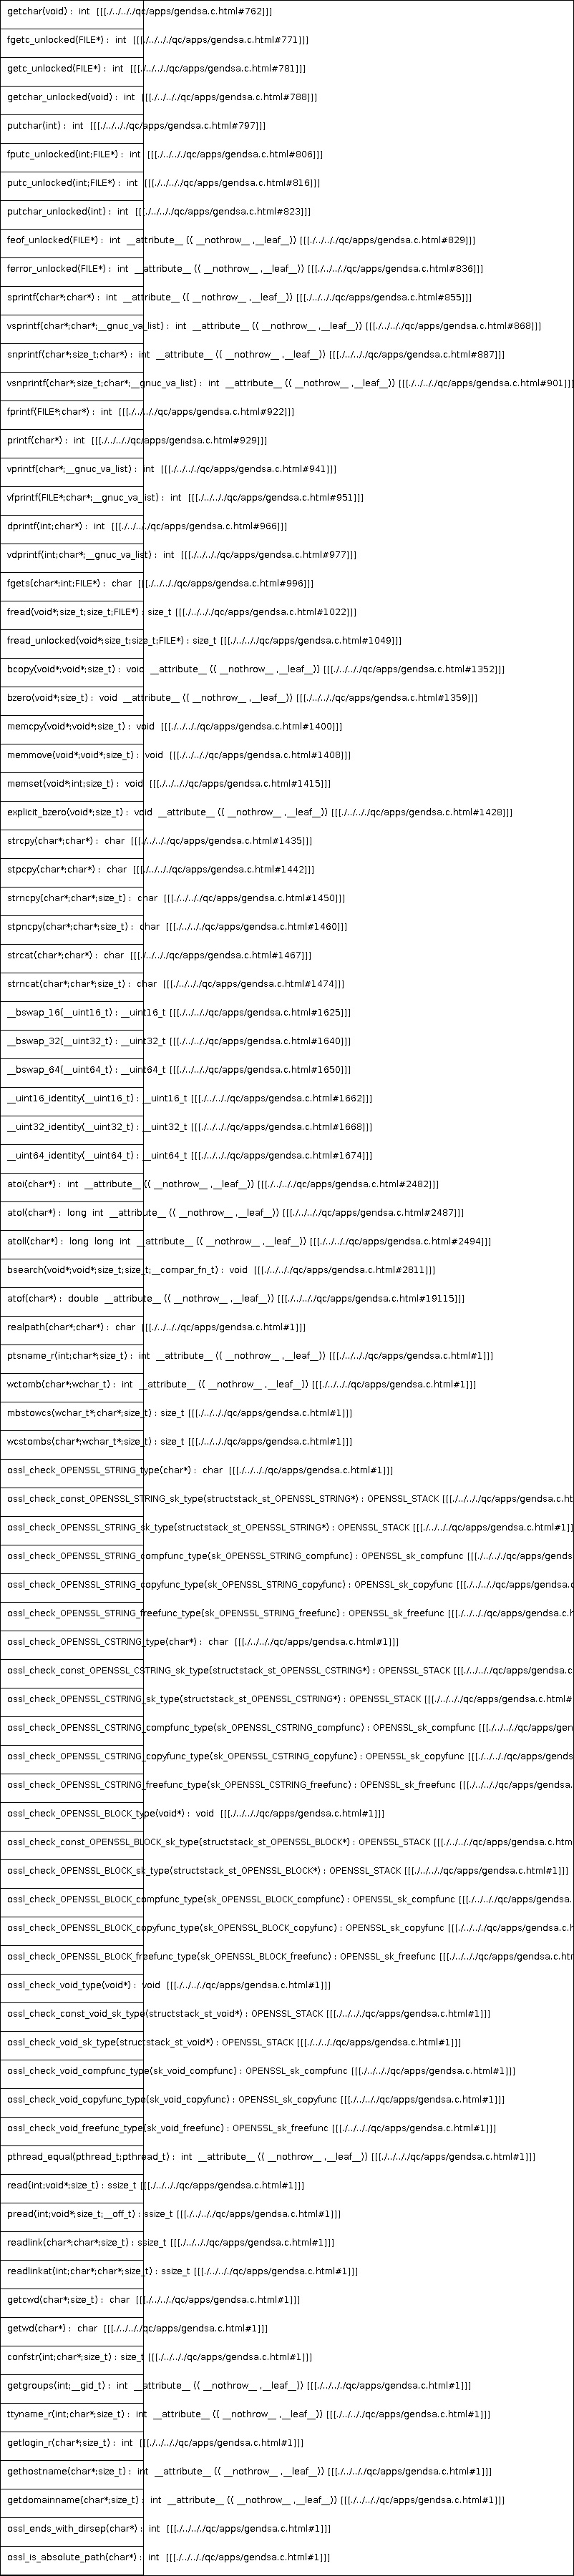 getchar(void) : int [[[./../.././qc/apps/gendsa.c.html#762]]]
fgetc_unlocked(FILE*) : int [[[./../.././qc/apps/gendsa.c.html#771]]]
getc_unlocked(FILE*) : int [[[./../.././qc/apps/gendsa.c.html#781]]]
getchar_unlocked(void) : int [[[./../.././qc/apps/gendsa.c.html#788]]]
putchar(int) : int [[[./../.././qc/apps/gendsa.c.html#797]]]
fputc_unlocked(int;FILE*) : int [[[./../.././qc/apps/gendsa.c.html#806]]]
putc_unlocked(int;FILE*) : int [[[./../.././qc/apps/gendsa.c.html#816]]]
putchar_unlocked(int) : int [[[./../.././qc/apps/gendsa.c.html#823]]]
feof_unlocked(FILE*) : int __attribute__ (( __nothrow__ ,__leaf__)) [[[./../.././qc/apps/gendsa.c.html#829]]]
ferror_unlocked(FILE*) : int __attribute__ (( __nothrow__ ,__leaf__)) [[[./../.././qc/apps/gendsa.c.html#836]]]
sprintf(char*;char*) : int __attribute__ (( __nothrow__ ,__leaf__)) [[[./../.././qc/apps/gendsa.c.html#855]]]
vsprintf(char*;char*;__gnuc_va_list) : int __attribute__ (( __nothrow__ ,__leaf__)) [[[./../.././qc/apps/gendsa.c.html#868]]]
snprintf(char*;size_t;char*) : int __attribute__ (( __nothrow__ ,__leaf__)) [[[./../.././qc/apps/gendsa.c.html#887]]]
vsnprintf(char*;size_t;char*;__gnuc_va_list) : int __attribute__ (( __nothrow__ ,__leaf__)) [[[./../.././qc/apps/gendsa.c.html#901]]]
fprintf(FILE*;char*) : int [[[./../.././qc/apps/gendsa.c.html#922]]]
printf(char*) : int [[[./../.././qc/apps/gendsa.c.html#929]]]
vprintf(char*;__gnuc_va_list) : int [[[./../.././qc/apps/gendsa.c.html#941]]]
vfprintf(FILE*;char*;__gnuc_va_list) : int [[[./../.././qc/apps/gendsa.c.html#951]]]
dprintf(int;char*) : int [[[./../.././qc/apps/gendsa.c.html#966]]]
vdprintf(int;char*;__gnuc_va_list) : int [[[./../.././qc/apps/gendsa.c.html#977]]]
fgets(char*;int;FILE*) : char [[[./../.././qc/apps/gendsa.c.html#996]]]
fread(void*;size_t;size_t;FILE*) : size_t [[[./../.././qc/apps/gendsa.c.html#1022]]]
fread_unlocked(void*;size_t;size_t;FILE*) : size_t [[[./../.././qc/apps/gendsa.c.html#1049]]]
bcopy(void*;void*;size_t) : void __attribute__ (( __nothrow__ ,__leaf__)) [[[./../.././qc/apps/gendsa.c.html#1352]]]
bzero(void*;size_t) : void __attribute__ (( __nothrow__ ,__leaf__)) [[[./../.././qc/apps/gendsa.c.html#1359]]]
memcpy(void*;void*;size_t) : void [[[./../.././qc/apps/gendsa.c.html#1400]]]
memmove(void*;void*;size_t) : void [[[./../.././qc/apps/gendsa.c.html#1408]]]
memset(void*;int;size_t) : void [[[./../.././qc/apps/gendsa.c.html#1415]]]
explicit_bzero(void*;size_t) : void __attribute__ (( __nothrow__ ,__leaf__)) [[[./../.././qc/apps/gendsa.c.html#1428]]]
strcpy(char*;char*) : char [[[./../.././qc/apps/gendsa.c.html#1435]]]
stpcpy(char*;char*) : char [[[./../.././qc/apps/gendsa.c.html#1442]]]
strncpy(char*;char*;size_t) : char [[[./../.././qc/apps/gendsa.c.html#1450]]]
stpncpy(char*;char*;size_t) : char [[[./../.././qc/apps/gendsa.c.html#1460]]]
strcat(char*;char*) : char [[[./../.././qc/apps/gendsa.c.html#1467]]]
strncat(char*;char*;size_t) : char [[[./../.././qc/apps/gendsa.c.html#1474]]]
__bswap_16(__uint16_t) : __uint16_t [[[./../.././qc/apps/gendsa.c.html#1625]]]
__bswap_32(__uint32_t) : __uint32_t [[[./../.././qc/apps/gendsa.c.html#1640]]]
__bswap_64(__uint64_t) : __uint64_t [[[./../.././qc/apps/gendsa.c.html#1650]]]
__uint16_identity(__uint16_t) : __uint16_t [[[./../.././qc/apps/gendsa.c.html#1662]]]
__uint32_identity(__uint32_t) : __uint32_t [[[./../.././qc/apps/gendsa.c.html#1668]]]
__uint64_identity(__uint64_t) : __uint64_t [[[./../.././qc/apps/gendsa.c.html#1674]]]
atoi(char*) : int __attribute__ (( __nothrow__ ,__leaf__)) [[[./../.././qc/apps/gendsa.c.html#2482]]]
atol(char*) : long int __attribute__ (( __nothrow__ ,__leaf__)) [[[./../.././qc/apps/gendsa.c.html#2487]]]
atoll(char*) : long long int __attribute__ (( __nothrow__ ,__leaf__)) [[[./../.././qc/apps/gendsa.c.html#2494]]]
bsearch(void*;void*;size_t;size_t;__compar_fn_t) : void [[[./../.././qc/apps/gendsa.c.html#2811]]]
atof(char*) : double __attribute__ (( __nothrow__ ,__leaf__)) [[[./../.././qc/apps/gendsa.c.html#19115]]]
realpath(char*;char*) : char [[[./../.././qc/apps/gendsa.c.html#1]]]
ptsname_r(int;char*;size_t) : int __attribute__ (( __nothrow__ ,__leaf__)) [[[./../.././qc/apps/gendsa.c.html#1]]]
wctomb(char*;wchar_t) : int __attribute__ (( __nothrow__ ,__leaf__)) [[[./../.././qc/apps/gendsa.c.html#1]]]
mbstowcs(wchar_t*;char*;size_t) : size_t [[[./../.././qc/apps/gendsa.c.html#1]]]
wcstombs(char*;wchar_t*;size_t) : size_t [[[./../.././qc/apps/gendsa.c.html#1]]]
ossl_check_OPENSSL_STRING_type(char*) : char [[[./../.././qc/apps/gendsa.c.html#1]]]
ossl_check_const_OPENSSL_STRING_sk_type(structstack_st_OPENSSL_STRING*) : OPENSSL_STACK [[[./../.././qc/apps/gendsa.c.ht
ossl_check_OPENSSL_STRING_sk_type(structstack_st_OPENSSL_STRING*) : OPENSSL_STACK [[[./../.././qc/apps/gendsa.c.html#1]]]
ossl_check_OPENSSL_STRING_compfunc_type(sk_OPENSSL_STRING_compfunc) : OPENSSL_sk_compfunc [[[./../.././qc/apps/gends
ossl_check_OPENSSL_STRING_copyfunc_type(sk_OPENSSL_STRING_copyfunc) : OPENSSL_sk_copyfunc [[[./../.././qc/apps/gendsa.c
ossl_check_OPENSSL_STRING_freefunc_type(sk_OPENSSL_STRING_freefunc) : OPENSSL_sk_freefunc [[[./../.././qc/apps/gendsa.c.h
ossl_check_OPENSSL_CSTRING_type(char*) : char [[[./../.././qc/apps/gendsa.c.html#1]]]
ossl_check_const_OPENSSL_CSTRING_sk_type(structstack_st_OPENSSL_CSTRING*) : OPENSSL_STACK [[[./../.././qc/apps/gendsa.c
ossl_check_OPENSSL_CSTRING_sk_type(structstack_st_OPENSSL_CSTRING*) : OPENSSL_STACK [[[./../.././qc/apps/gendsa.c.html#
ossl_check_OPENSSL_CSTRING_compfunc_type(sk_OPENSSL_CSTRING_compfunc) : OPENSSL_sk_compfunc [[[./../.././qc/apps/gen
ossl_check_OPENSSL_CSTRING_copyfunc_type(sk_OPENSSL_CSTRING_copyfunc) : OPENSSL_sk_copyfunc [[[./../.././qc/apps/gends
ossl_check_OPENSSL_CSTRING_freefunc_type(sk_OPENSSL_CSTRING_freefunc) : OPENSSL_sk_freefunc [[[./../.././qc/apps/gendsa.
ossl_check_OPENSSL_BLOCK_type(void*) : void [[[./../.././qc/apps/gendsa.c.html#1]]]
ossl_check_const_OPENSSL_BLOCK_sk_type(structstack_st_OPENSSL_BLOCK*) : OPENSSL_STACK [[[./../.././qc/apps/gendsa.c.htm
ossl_check_OPENSSL_BLOCK_sk_type(structstack_st_OPENSSL_BLOCK*) : OPENSSL_STACK [[[./../.././qc/apps/gendsa.c.html#1]]]
ossl_check_OPENSSL_BLOCK_compfunc_type(sk_OPENSSL_BLOCK_compfunc) : OPENSSL_sk_compfunc [[[./../.././qc/apps/gendsa.
ossl_check_OPENSSL_BLOCK_copyfunc_type(sk_OPENSSL_BLOCK_copyfunc) : OPENSSL_sk_copyfunc [[[./../.././qc/apps/gendsa.c.h
ossl_check_OPENSSL_BLOCK_freefunc_type(sk_OPENSSL_BLOCK_freefunc) : OPENSSL_sk_freefunc [[[./../.././qc/apps/gendsa.c.htr
ossl_check_void_type(void*) : void [[[./../.././qc/apps/gendsa.c.html#1]]]
ossl_check_const_void_sk_type(structstack_st_void*) : OPENSSL_STACK [[[./../.././qc/apps/gendsa.c.html#1]]]
ossl_check_void_sk_type(structstack_st_void*) : OPENSSL_STACK [[[./../.././qc/apps/gendsa.c.html#1]]]
ossl_check_void_compfunc_type(sk_void_compfunc) : OPENSSL_sk_compfunc [[[./../.././qc/apps/gendsa.c.html#1]]]
ossl_check_void_copyfunc_type(sk_void_copyfunc) : OPENSSL_sk_copyfunc [[[./../.././qc/apps/gendsa.c.html#1]]]
ossl_check_void_freefunc_type(sk_void_freefunc) : OPENSSL_sk_freefunc [[[./../.././qc/apps/gendsa.c.html#1]]]
pthread_equal(pthread_t;pthread_t) : int __attribute__ (( __nothrow__ ,__leaf__)) [[[./../.././qc/apps/gendsa.c.html#1]]]
read(int;void*;size_t) : ssize_t [[[./../.././qc/apps/gendsa.c.html#1]]]
pread(int;void*;size_t;__off_t) : ssize_t [[[./../.././qc/apps/gendsa.c.html#1]]]
readlink(char*;char*;size_t) : ssize_t [[[./../.././qc/apps/gendsa.c.html#1]]]
readlinkat(int;char*;char*;size_t) : ssize_t [[[./../.././qc/apps/gendsa.c.html#1]]]
getcwd(char*;size_t) : char [[[./../.././qc/apps/gendsa.c.html#1]]]
getwd(char*) : char [[[./../.././qc/apps/gendsa.c.html#1]]]
confstr(int;char*;size_t) : size_t [[[./../.././qc/apps/gendsa.c.html#1]]]
getgroups(int;__gid_t) : int __attribute__ (( __nothrow__ ,__leaf__)) [[[./../.././qc/apps/gendsa.c.html#1]]]
ttyname_r(int;char*;size_t) : int __attribute__ (( __nothrow__ ,__leaf__)) [[[./../.././qc/apps/gendsa.c.html#1]]]
getlogin_r(char*;size_t) : int [[[./../.././qc/apps/gendsa.c.html#1]]]
gethostname(char*;size_t) : int __attribute__ (( __nothrow__ ,__leaf__)) [[[./../.././qc/apps/gendsa.c.html#1]]]
getdomainname(char*;size_t) : int __attribute__ (( __nothrow__ ,__leaf__)) [[[./../.././qc/apps/gendsa.c.html#1]]]
ossl_ends_with_dirsep(char*) : int [[[./../.././qc/apps/gendsa.c.html#1]]]
ossl_is_absolute_path(char*) : int [[[./../.././qc/apps/gendsa.c.html#1]]]